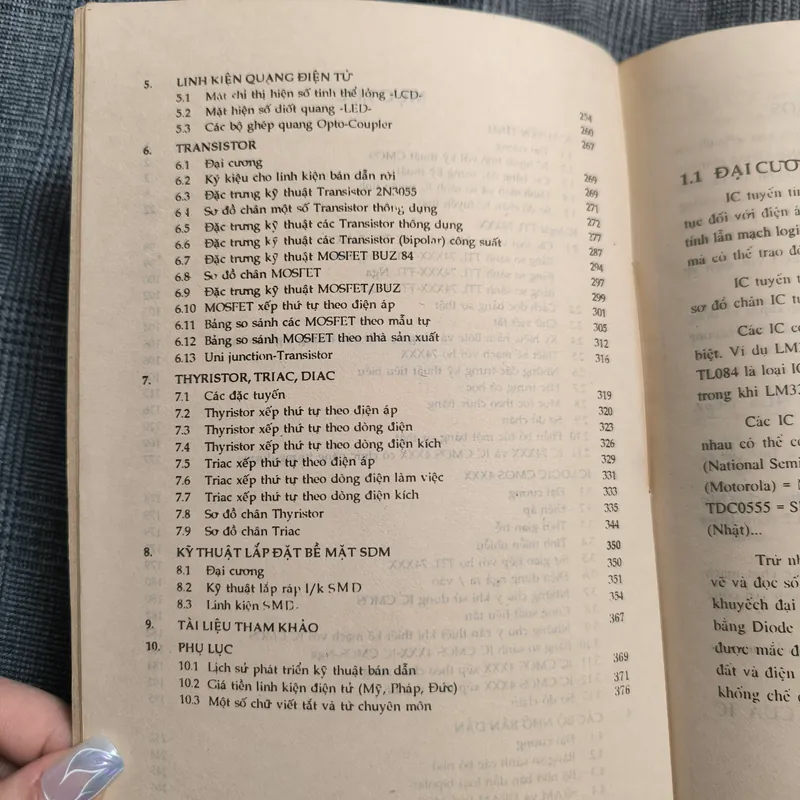 5. LINH KIỆN QUANG ĐIỆN TỬ
5.1 Mặt chỉ thị hiện số tinh thể lỏng -LCD- 254
5.2 Mặt hiện số điốt quang -LED- 260
5.3 Các bộ ghép quang Opto-Coupler 267
6. TRANSISTOR
6.1 Đại cương 269
6.2 Ký kiệu cho linh kiện bán dẫn rời 269
6.3 Đặc trưng kỹ thuật Transistor 2N3055 271
6.4 Sơ đồ chân một số Transistor thông dụng 272
6.5 Đặc trưng kỹ thuật các Transistor thông dụng 277
6.6 Đặc trưng kỹ thuật các Transistor (bipolar) công suất 287
6.7 Đặc trưng kỹ thuật MOSFET BUZ 84 294
6.8 Sơ đồ chân MOSFET 297
6.9 Đặc trưng kỹ thuật MOSFET/BUZ 299
6.10 MOSFET xếp thứ tự theo điện áp 301
6.11 Bảng so sánh các MOSFET theo mẫu tự 305
6.12 Bảng so sánh MOSFET theo nhà sản xuất 312
6.13 Uni junction-Transistor 316
7. THYRISTOR, TRIAC, DIAC
7.1 Các đặc tuyến 319
7.2 Thyristor xếp thứ tự theo điện áp 320
7.3 Thyristor xếp thứ tự theo dòng điện 323
7.4 Thyristor xếp thứ tự theo dòng điện kích 326
7.5 Triac xếp thứ tự theo điện áp 329
7.6 Triac xếp thứ tự theo dòng điện làm việc 331
7.7 Triac xếp thứ tự theo dòng điện kích 333
7.8 Sơ đồ chân Thyristor 335
7.9 Sơ đồ chân Triac 344
8. KỸ THUẬT LẮP ĐẶT BỀ MẶT SDM 350
8.1 Đại cương 350
8.2 Kỹ thuật lắp ráp l/k SMD 351
8.3 Linh kiện SMD 354
9. TÀI LIỆU THAM KHẢO 367
10. PHỤ LỤC
10.1 Lịch sử phát triển kỹ thuật bán dẫn 369
10.2 Giá tiền linh kiện điện tử (Mỹ, Pháp, Đức) 371
10.3 Một số chữ viết tắt và từ chuyên môn 376
1.1 ĐẠI CƯƠ
IC tuyến tín
tục đối với điện á
tính lẫn mạch logi
mà có thể trao đổ
IC tuyến t
sơ đồ chân IC t
Các IC c
biệt. Ví dụ LM
TL084 là loại I
trong khi LM3
Các IC
nhau có thể c
(National Semi
(Motorola) =
TDC0555 = S
(Nhật)...
Trừ nh
vẽ và đọc số
khuyếch đại
bằng Diode
được mắc đ
đất và điện
khống chế